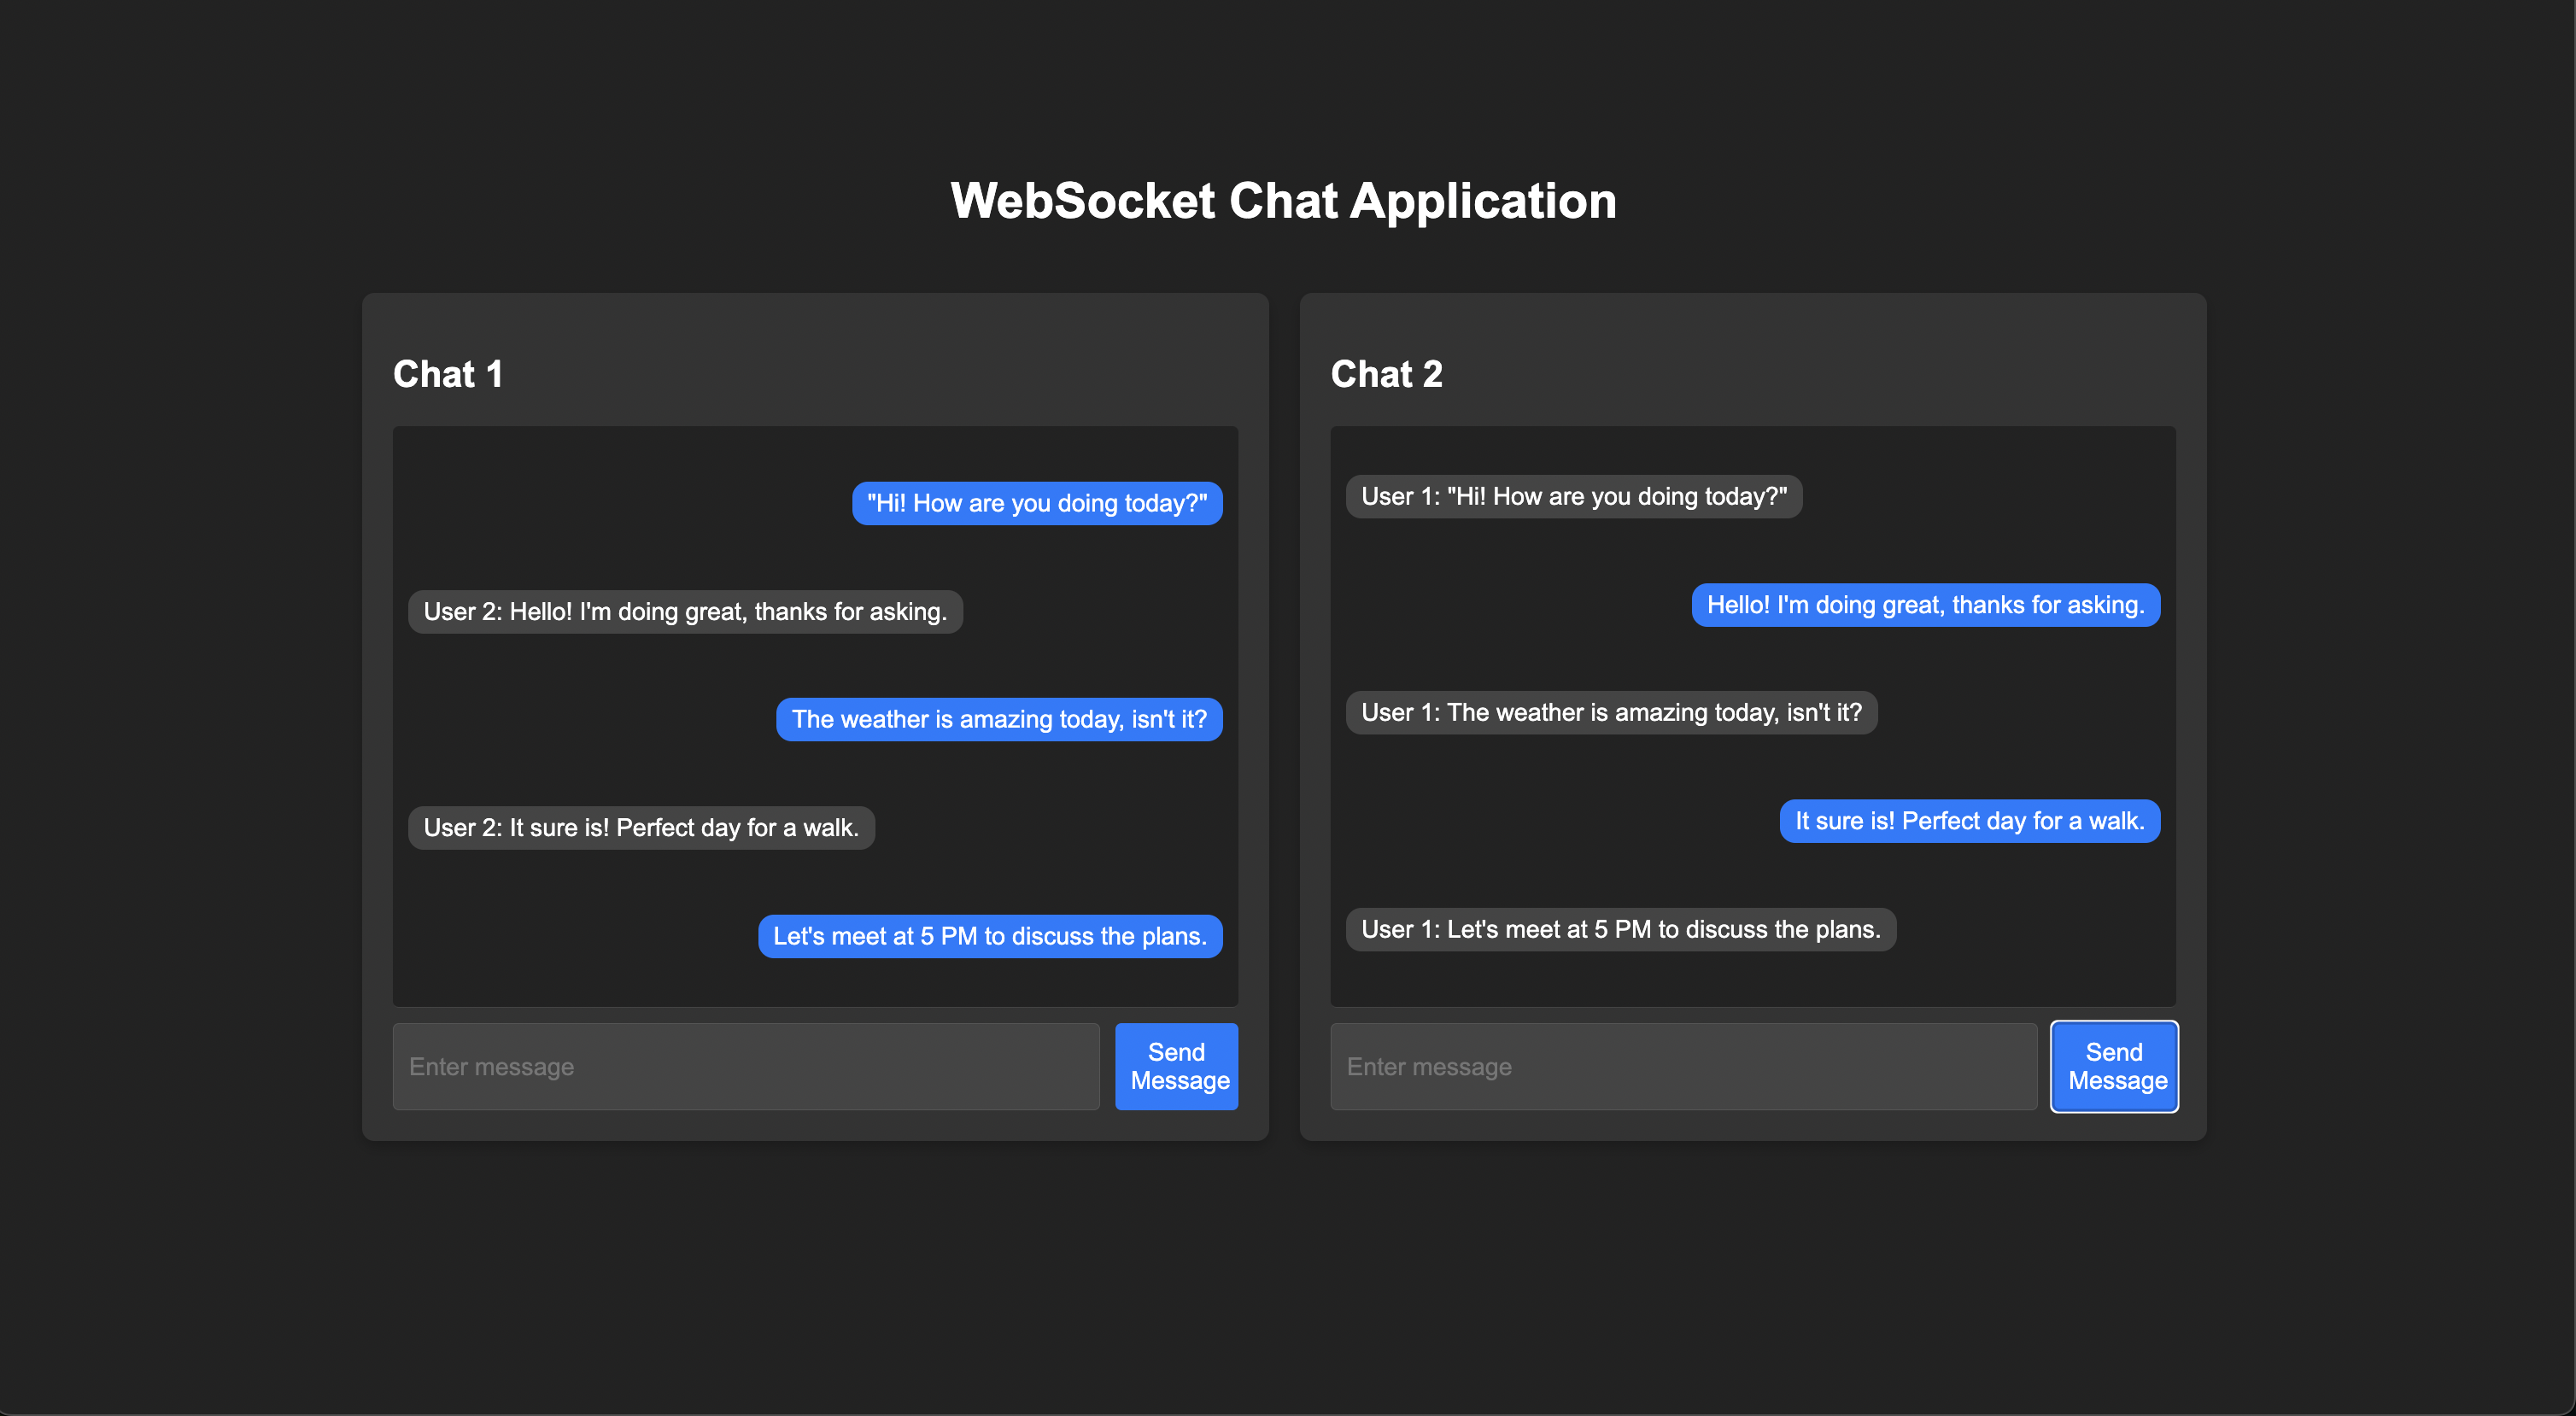 WebSocket Chat Application
Chat 1
"Hi! How are you doing today?"
User 2: Hello! I'm doing great, thanks for asking.
The weather is amazing today, isn't it?
User 2: It sure is! Perfect day for a walk.
Let's meet at 5 PM to discuss the plans.
Enter message
Send
Message
Chat 2
User 1: "Hi! How are you doing today?"
Hello! I'm doing great, thanks for asking.
User 1: The weather is amazing today, isn't it?
It sure is! Perfect day for a walk.
User 1: Let's meet at 5 PM to discuss the plans.
Enter message
Send
Message